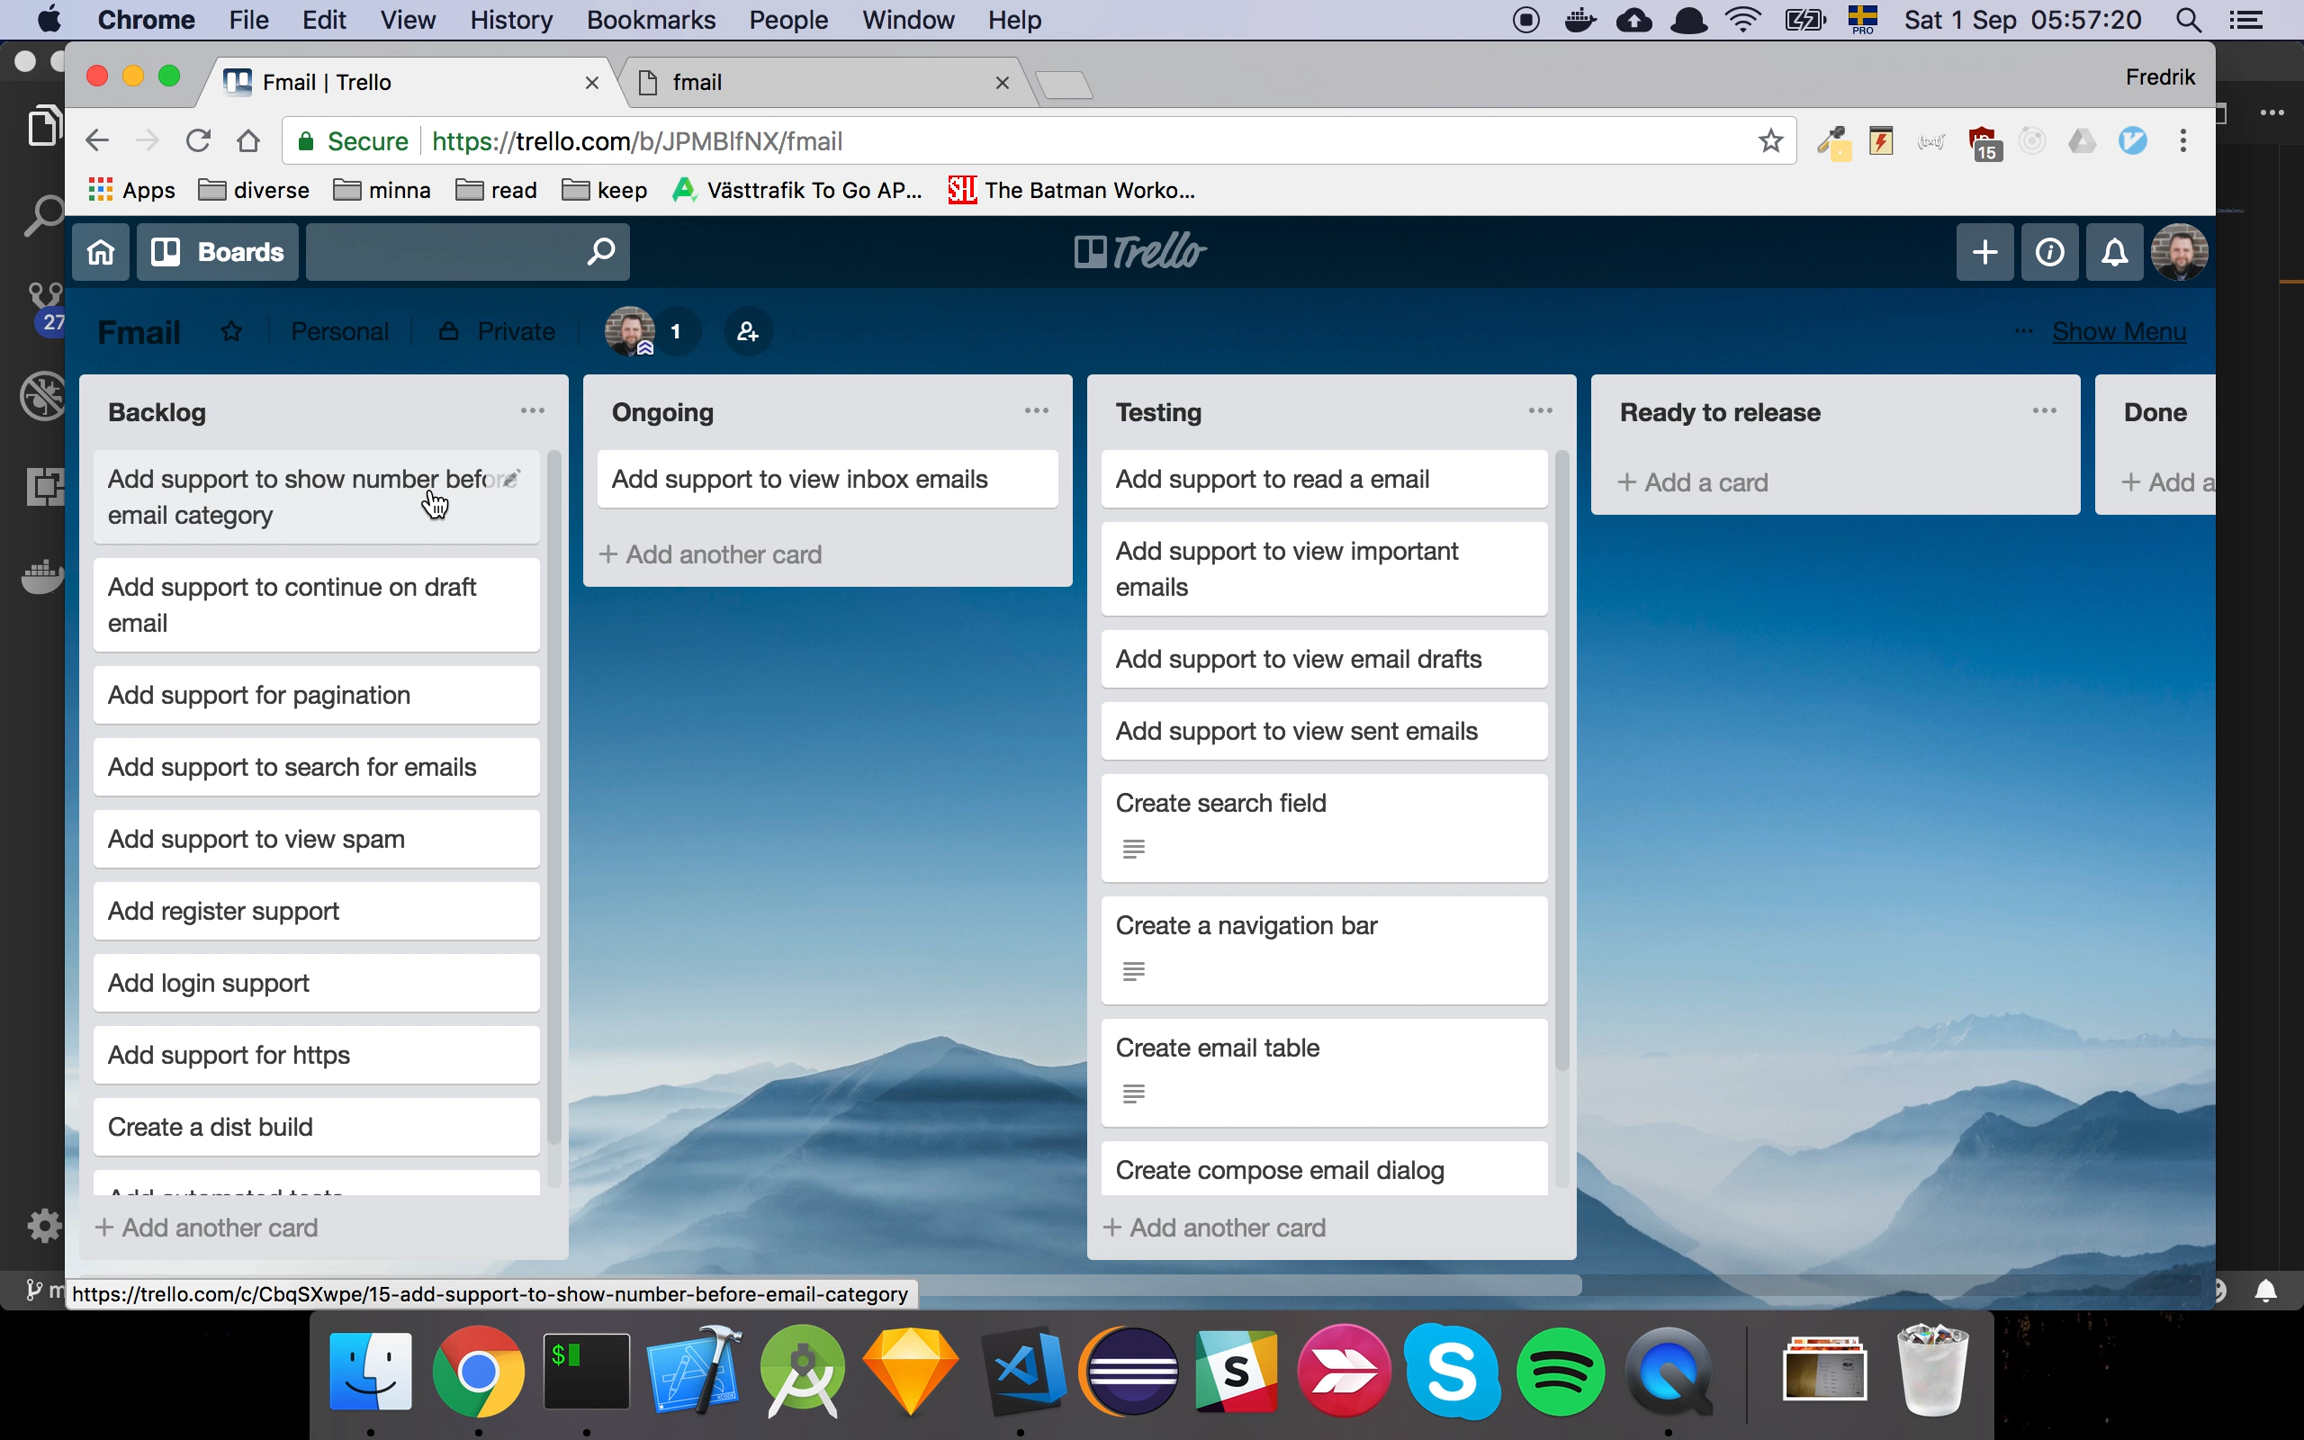 Chrome File Edit View History Bookmarks People Window Help PRO Sat 1 Sep 05:57:20
Fmail | Trello fmail Fredrik
Secure https://trello.com/b/JPMBlfNX/fmail 15
Apps diverse minna read keep Västtrafik To Go AP... The Batman Worko...
27
Boards Trello
Fmail Personal Private 1 ··· Show Menu
Backlog
Add support to show number before
email category
Add support to continue on draft
email
Add support for pagination
Add support to search for emails
Add support to view spam
Add register support
Add login support
Add support for https
Create a dist build
+ Add another card
Ongoing
Add support to view inbox emails
+ Add another card
Testing
Add support to read a email
Add support to view important
emails
Add support to view email drafts
Add support to view sent emails
Create search field
Create a navigation bar
Create email table
Create compose email dialog
+ Add another card
Ready to release
+ Add a card
Done
+ Add a
https://trello.com/c/CbqSXwpe/15-add-support-to-show-number-before-email-category
$
S
S